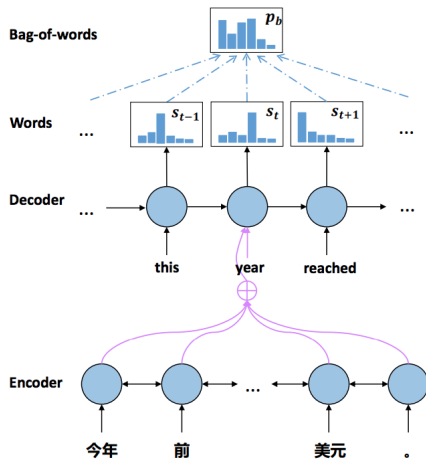 Bag-of-words p_b
Words ... s_{t-1} s_t s_{t+1} ...
Decoder ... ...
this year reached
Encoder ...
今年 前 美元 。